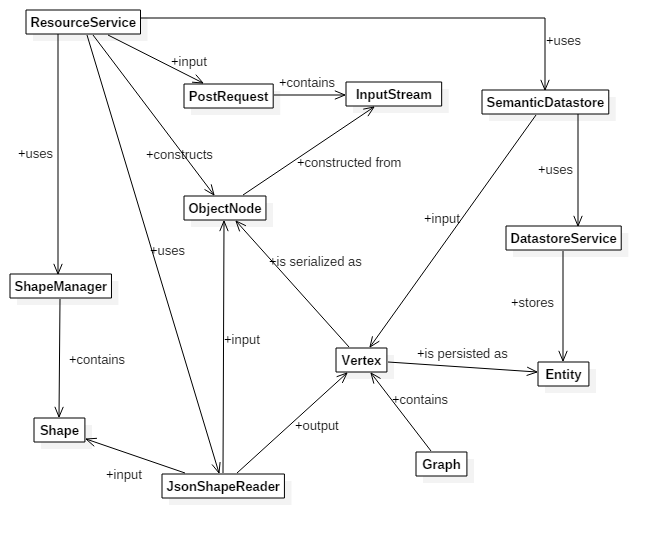 ResourceService
+uses
+input
+contains
PostRequest
InputStream
SemanticDatastore
+uses
+constructs
+constructed from
+uses
ObjectNode
+input
DatastoreService
+uses
+is serialized as
ShapeManager
+stores
+input
+contains
Vertex
+is persisted as
Entity
+contains
Shape
+output
Graph
+input
JsonShapeReader